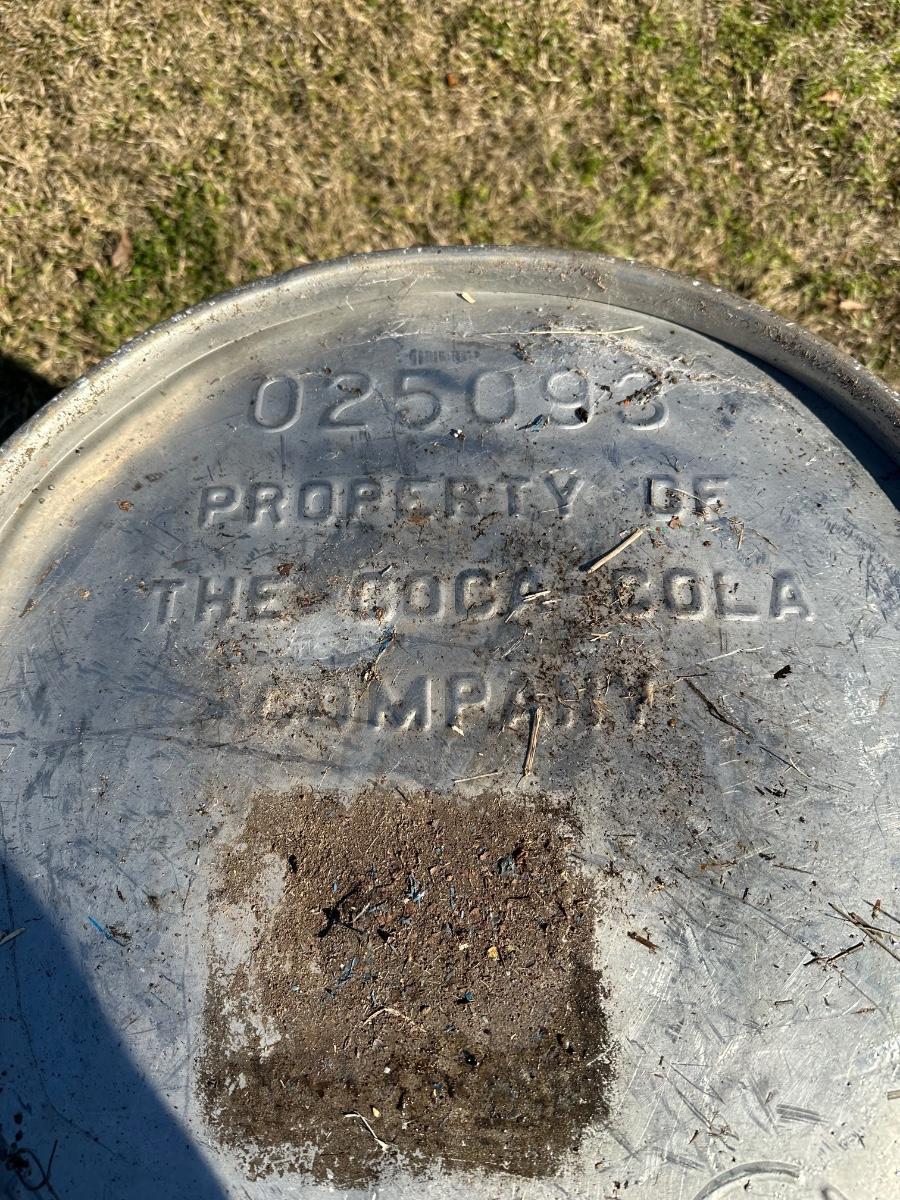 025093
PROPERTY OF
THE COCA COLA
COMPANY